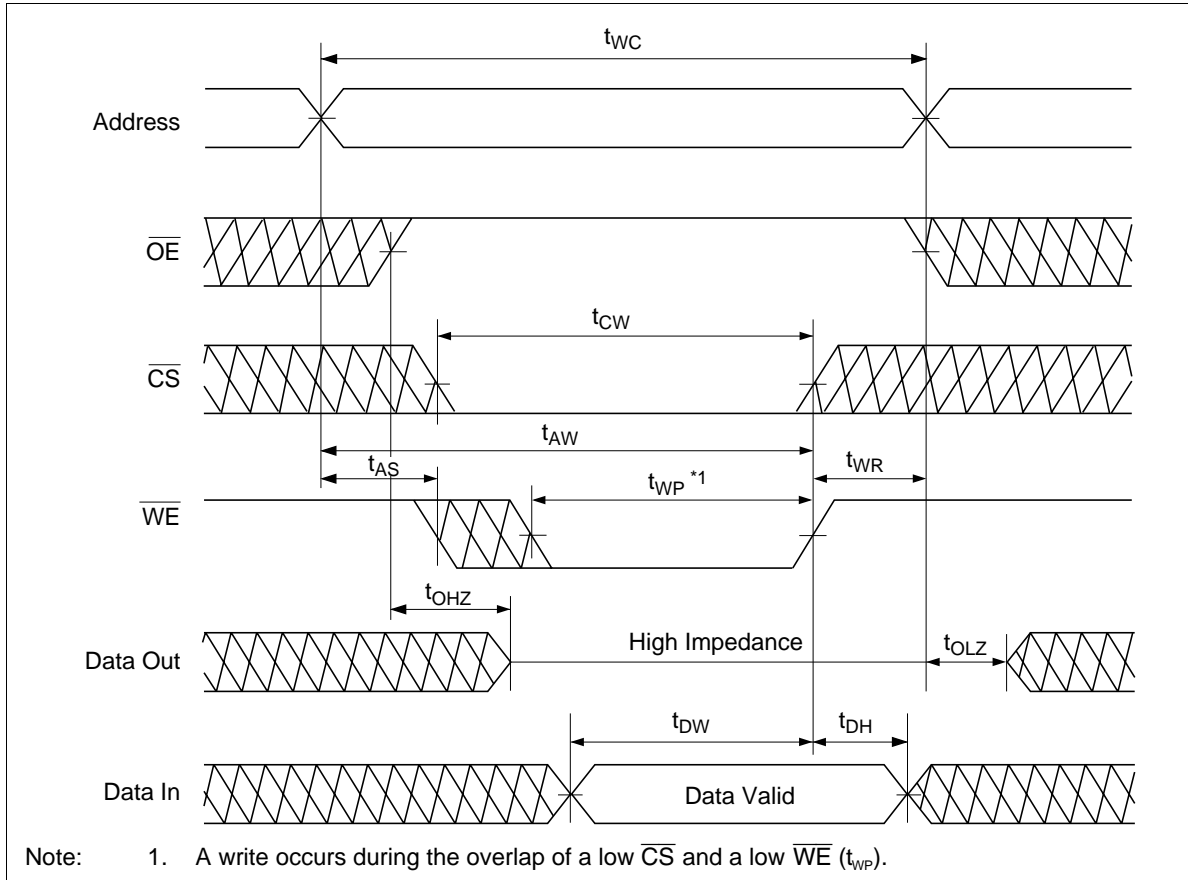 tWC
Address
OE
tCW
CS
tAW
tAS
tWR
tWP *1
WE
tOHZ
High Impedance
Data Out
tOLZ
tDW
tDH
Data In
Data Valid
Note: 1. A write occurs during the overlap of a low CS and a low WE (tWP).